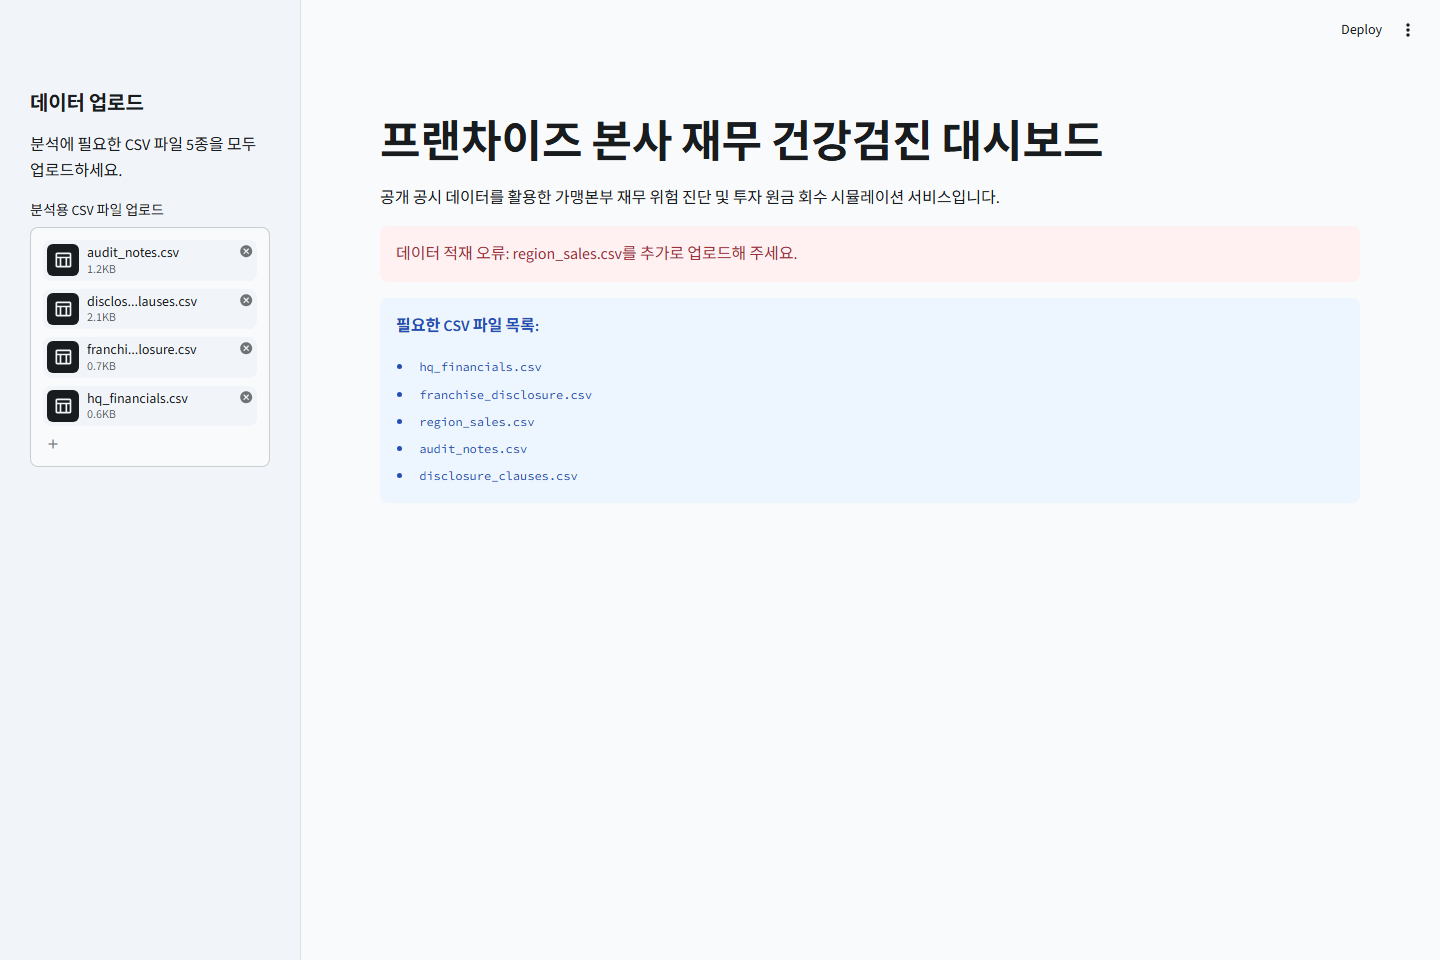 Deploy
데이터 업로드
분석에 필요한 CSV 파일 5종을 모두
업로드하세요.
분석용 CSV 파일 업로드
audit_notes.csv
1.2KB
disclos...lauses.csv
2.1KB
franchi...losure.csv
0.7KB
hq_financials.csv
0.6KB
+
프랜차이즈 본사 재무 건강검진 대시보드
공개 공시 데이터를 활용한 가맹본부 재무 위험 진단 및 투자 원금 회수 시뮬레이션 서비스입니다.
데이터 적재 오류: region_sales.csv를 추가로 업로드해 주세요.
필요한 CSV 파일 목록:
• hq_financials.csv
• franchise_disclosure.csv
• region_sales.csv
• audit_notes.csv
• disclosure_clauses.csv